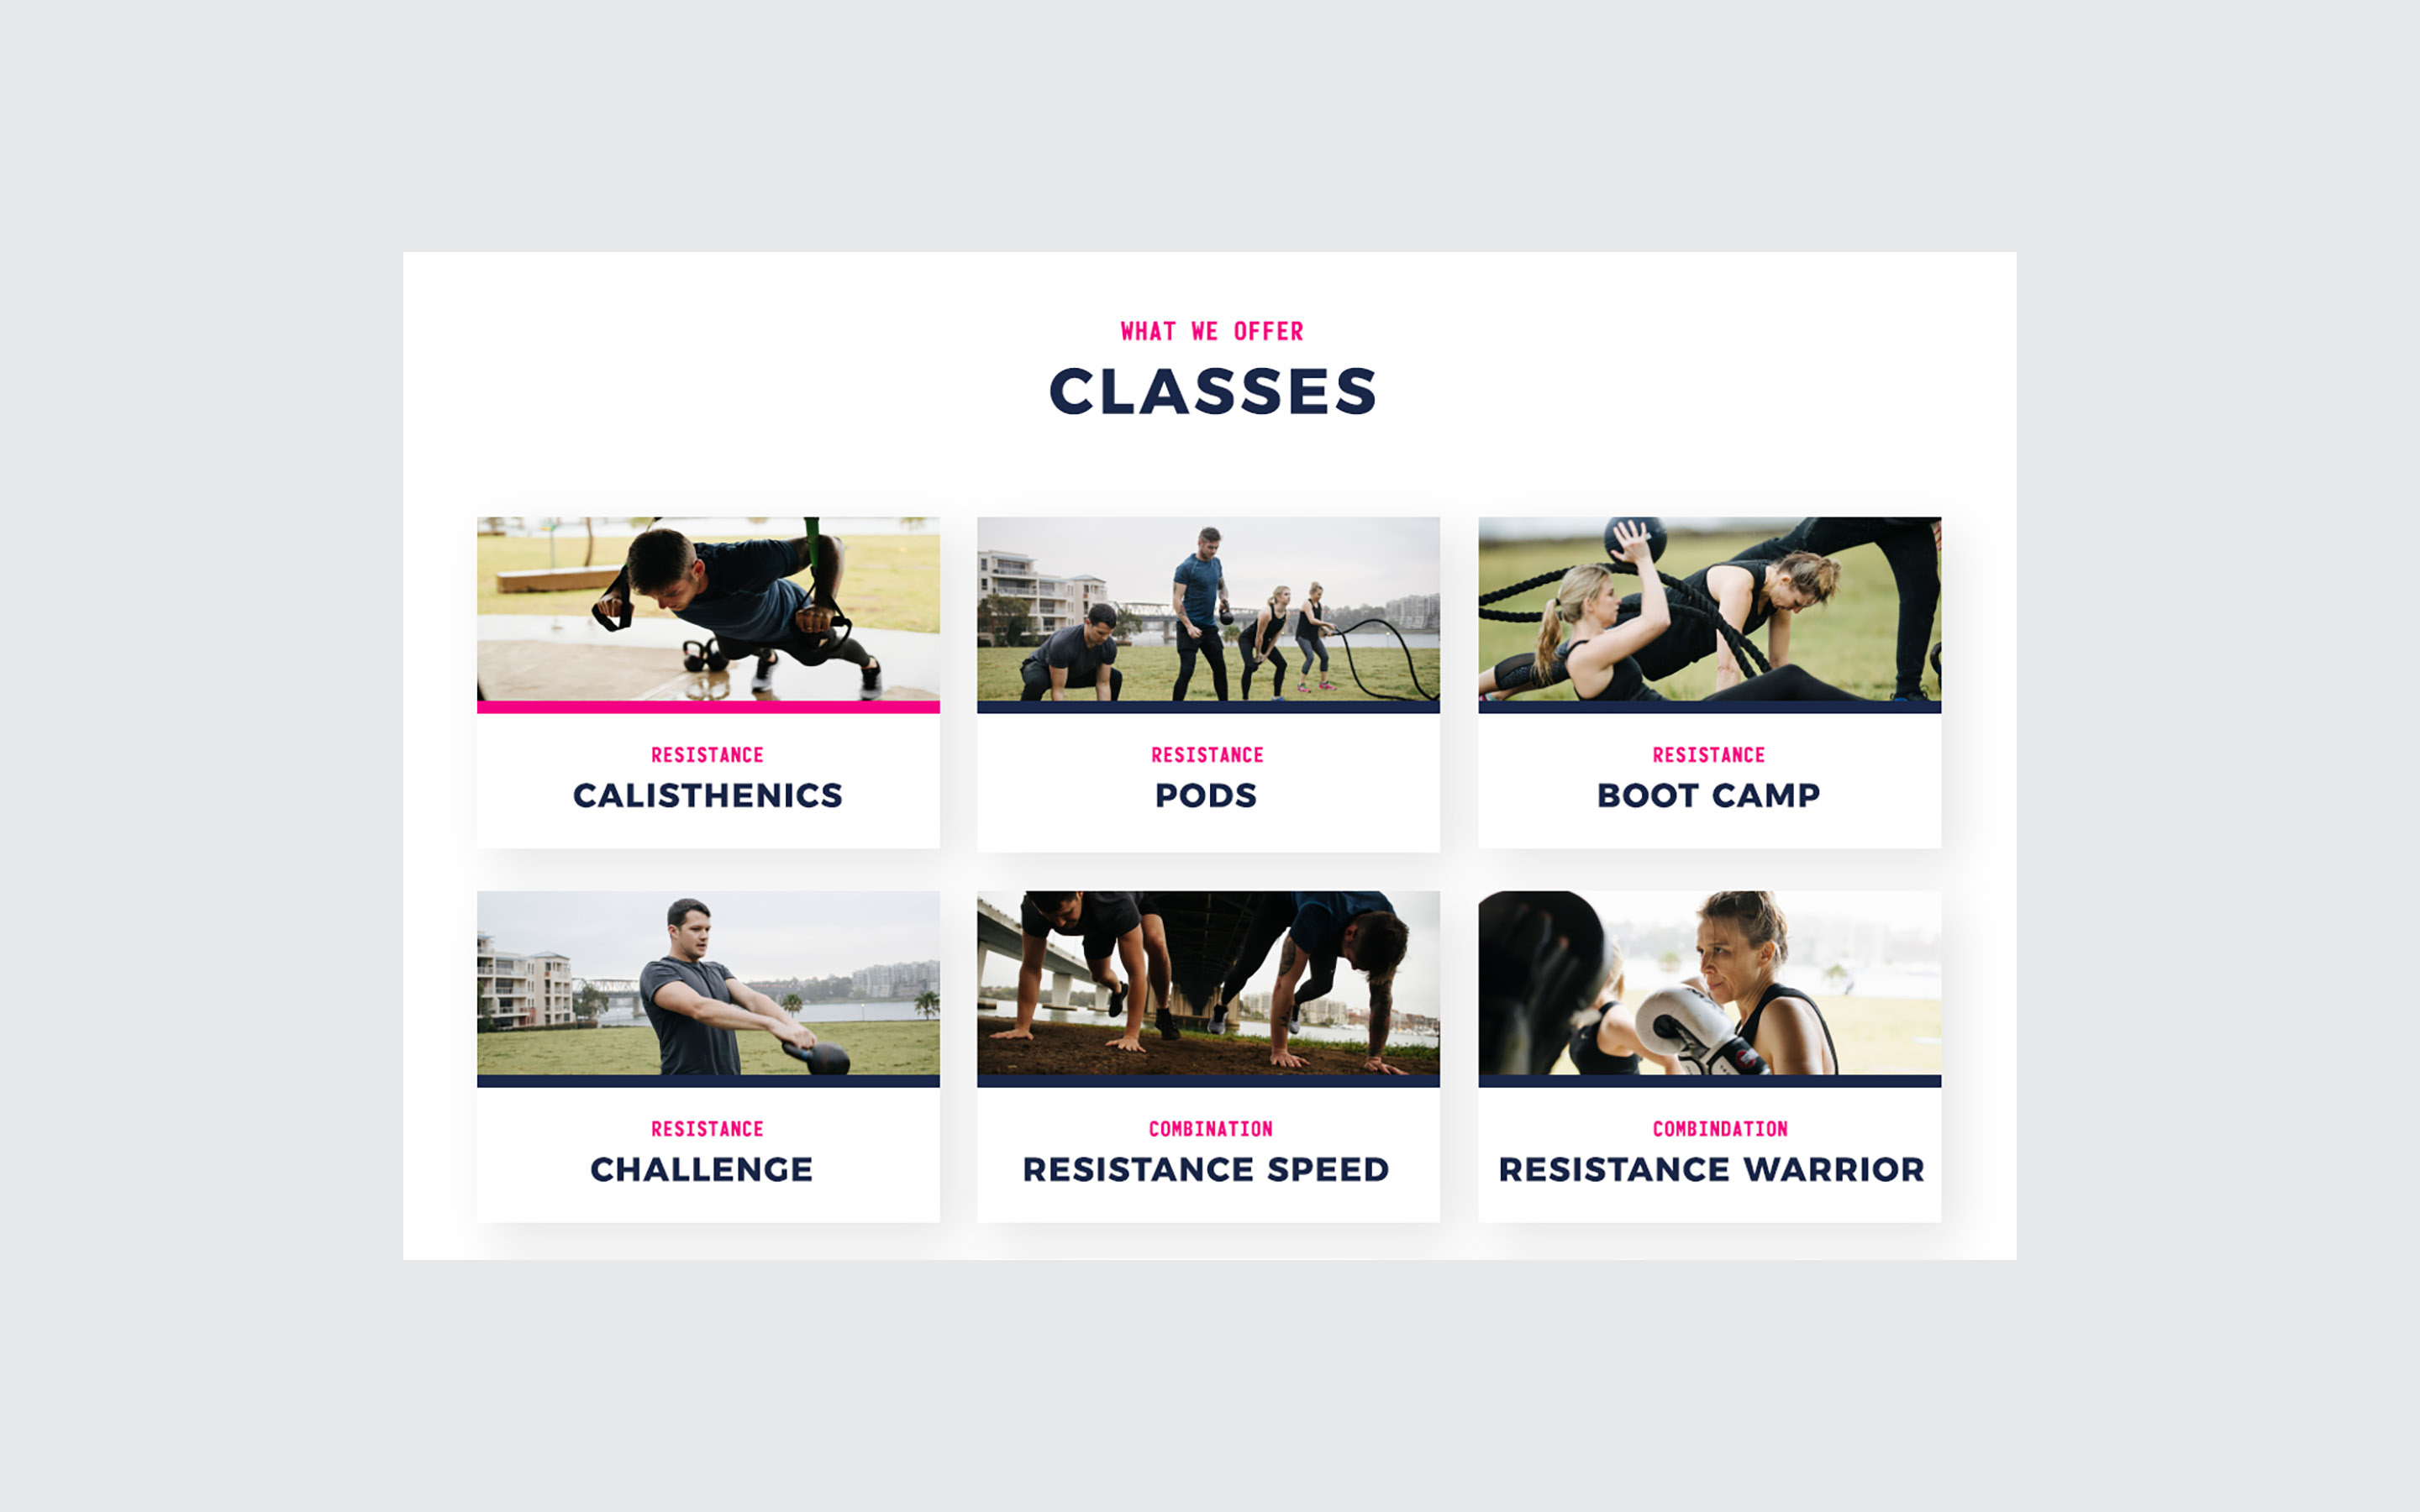 WHAT WE OFFER
CLASSES
RESISTANCE
CALISTHENICS
RESISTANCE
PODS
RESISTANCE
BOOT CAMP
RESISTANCE
CHALLENGE
COMBINATION
RESISTANCE SPEED
COMBINDATION
RESISTANCE WARRIOR